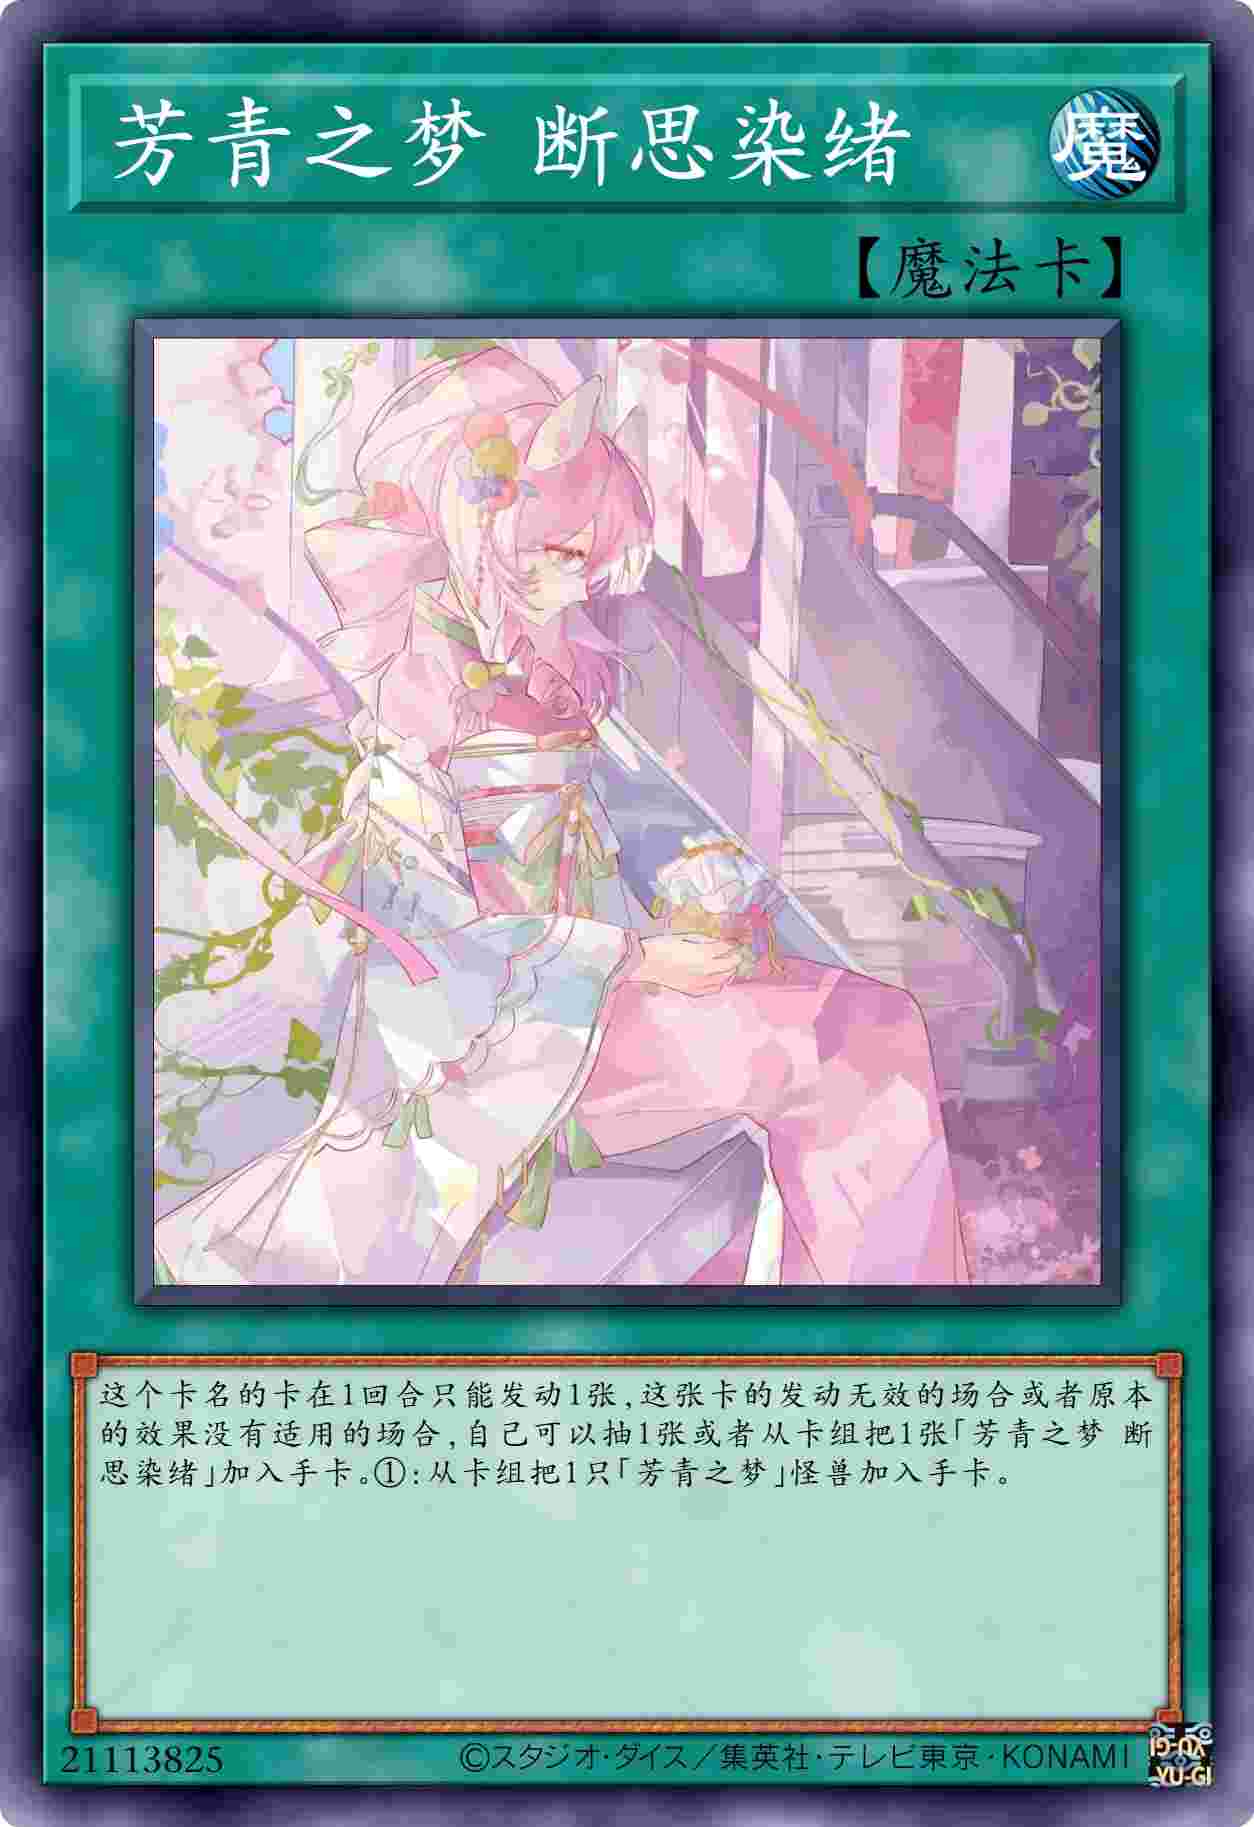 芳青之梦 断思染绪
魔
【魔法卡】
这个卡名的卡在1回合只能发动1张,这张卡的发动无效的场合或者原本
的效果没有适用的场合,自己可以抽1张或者从卡组把1张「芳青之梦 断
思染绪」加入手卡。①:从卡组把1只「芳青之梦」怪兽加入手卡。
21113825
©スタジオ·ダイス／集英社·テレビ東京·KONAMI
YU-GI
YU-GI